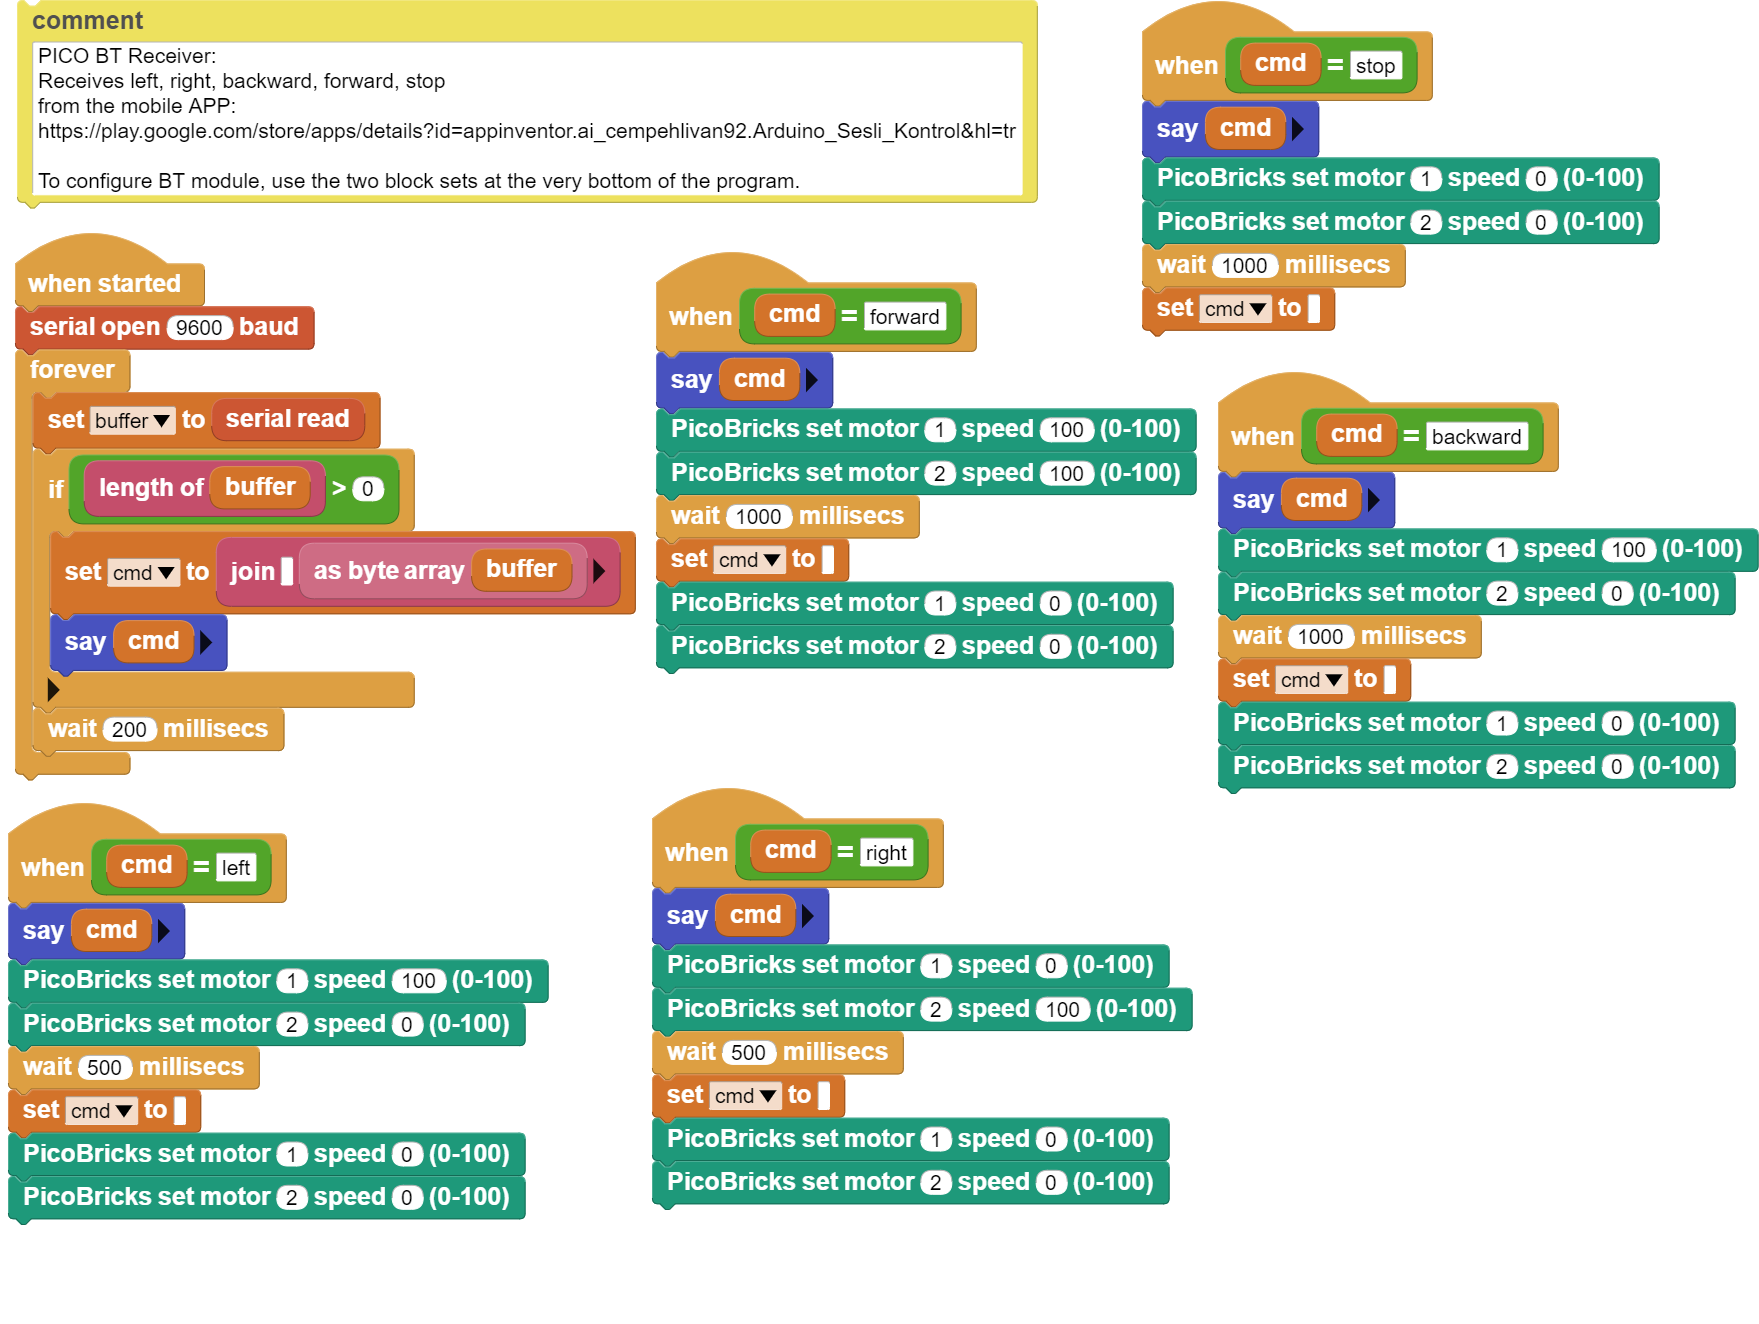 comment
PICO BT Receiver:
Receives left, right, backward, forward, stop
from the mobile APP:
https://play.google.com/store/apps/details?id=appinventor.ai_cempehlivan92.Arduino_Sesli_Kontrol&hl=tr
To configure BT module, use the two block sets at the very bottom of the program.
when started
serial open 9600 baud
forever
set buffer to serial read
if length of buffer > 0
set cmd to join as byte array buffer
say cmd
wait 200 millisecs
when cmd = forward
say cmd
PicoBricks set motor 1 speed 100 (0-100)
PicoBricks set motor 2 speed 100 (0-100)
wait 1000 millisecs
set cmd to
PicoBricks set motor 1 speed 0 (0-100)
PicoBricks set motor 2 speed 0 (0-100)
when cmd = stop
say cmd
PicoBricks set motor 1 speed 0 (0-100)
PicoBricks set motor 2 speed 0 (0-100)
wait 1000 millisecs
set cmd to
when cmd = backward
say cmd
PicoBricks set motor 1 speed 100 (0-100)
PicoBricks set motor 2 speed 0 (0-100)
wait 1000 millisecs
set cmd to
PicoBricks set motor 1 speed 0 (0-100)
PicoBricks set motor 2 speed 0 (0-100)
when cmd = left
say cmd
PicoBricks set motor 1 speed 100 (0-100)
PicoBricks set motor 2 speed 0 (0-100)
wait 500 millisecs
set cmd to
PicoBricks set motor 1 speed 0 (0-100)
PicoBricks set motor 2 speed 0 (0-100)
when cmd = right
say cmd
PicoBricks set motor 1 speed 0 (0-100)
PicoBricks set motor 2 speed 100 (0-100)
wait 500 millisecs
set cmd to
PicoBricks set motor 1 speed 0 (0-100)
PicoBricks set motor 2 speed 0 (0-100)